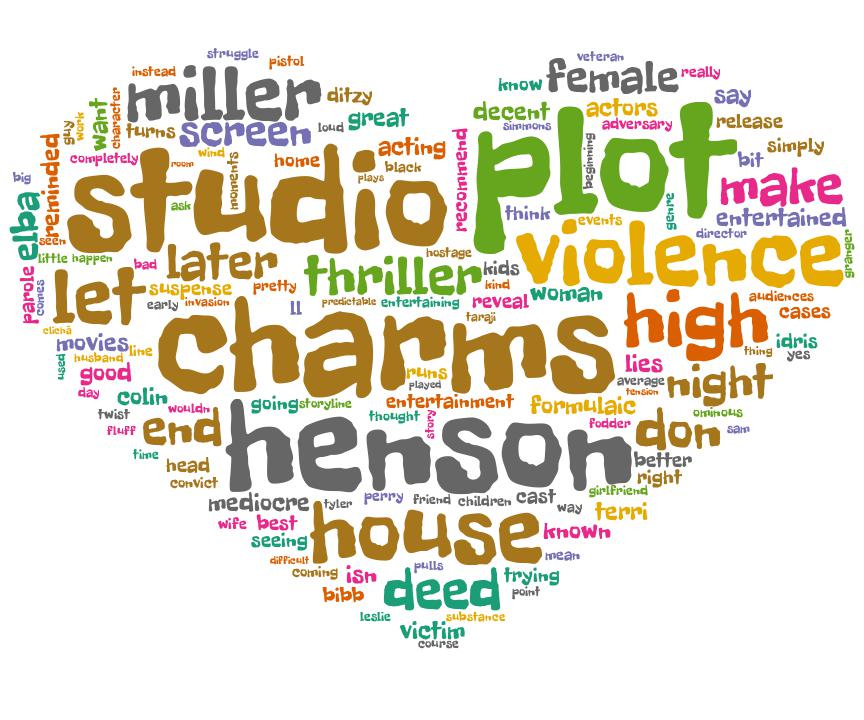 struggle
veteran
instead
pistol
know
female
really
miller
ditzy
say
want
character
guy
work
turns
screen
loud
great
decent
actors
simmons
adversary
release
completely
room
wind
moments
home
acting
black
plays
recommend
beginning
bit
simply
big
reminded
studio
plot
make
ask
elba
think
events
genre
entertained
director
granger
seen
little happen
bad
later
hostage
violence
parole
comes
let
suspense
pretty
thriller
kids
kind
woman
early
invasion
ll
predictable
entertaining
reveal
taraji
high
audiences
cases
clichã
charms
movies
line
husband
used
thing
idris
yes
good
day
runs
played
lies
average
tension
night
colin
going
storyline
entertainment
formulaic
twist
wouldn
thought
story
fodder
ominous
fluff
end
henson
don
sam
time
head
convict
better
right
girlfriend
mediocre
tyler
perry
friend
children
cast
way
terri
wife
best
seeing
house
known
difficult
mean
coming
isn
pulls
trying
bibb
deed
point
leslie
substance
victim
course